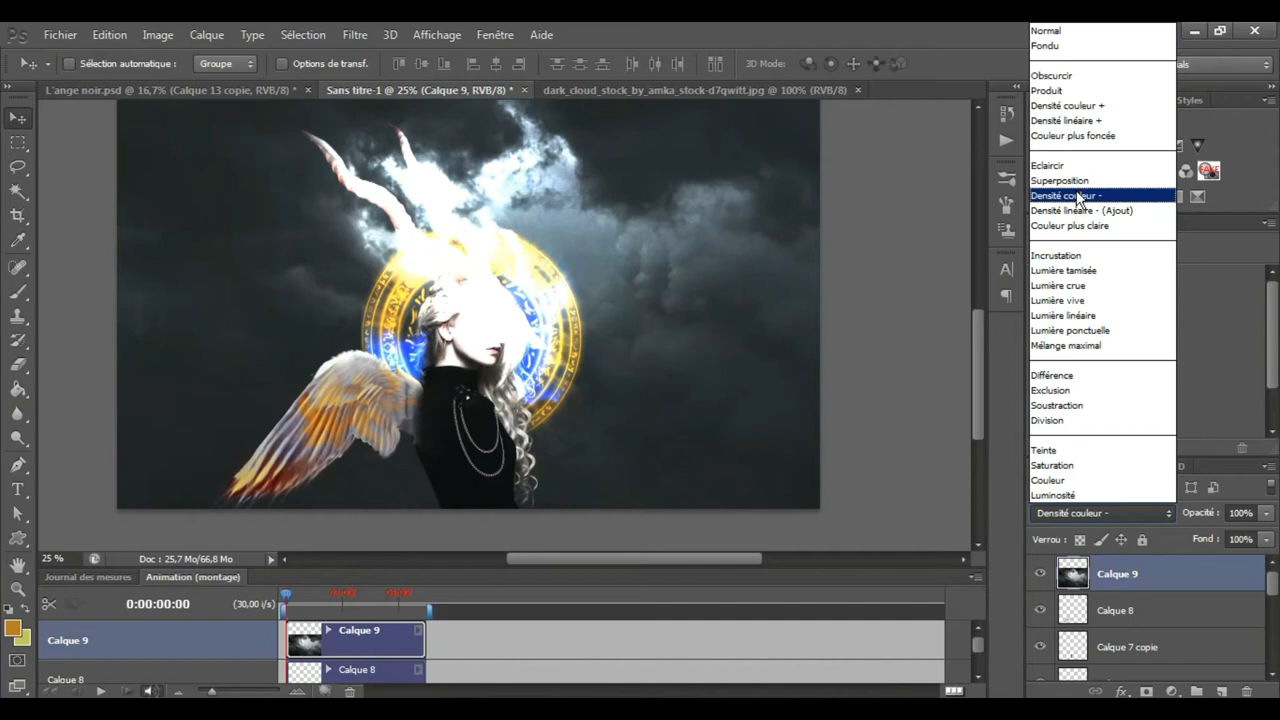 Ps
Fichier Edition Image Calque Type Sélection Filtre 3D Affichage Fenêtre Aide
Sélection automatique : Groupe Options de transf. 3D Mode: ials
L'ange noir.psd @ 16,7% (Calque 13 copie, RVB/8) * × Sans titre-1 @ 25% (Calque 9, RVB/8) * × dark_cloud_stock_by_amka_stock-d7qwitt.jpg @ 100% (RVB/8) ×
Styles
Normal
Fondu
Obscurcir
Produit
Densité couleur +
Densité linéaire +
Couleur plus foncée
Eclaircir
Superposition
Densité couleur -
Densité linéaire - (Ajout)
Couleur plus claire
Incrustation
Lumière tamisée
Lumière crue
Lumière vive
Lumière linéaire
Lumière ponctuelle
Mélange maximal
Différence
Exclusion
Soustraction
Division
Teinte
Saturation
Couleur
Luminosité
Densité couleur - Opacité : 100%
Verrou : Fond : 100%
Calque 9
Calque 8
Calque 7 copie
25 % Doc : 25,7 Mo/66,8 Mo
Journal des mesures Animation (montage)
0:00:00:00 (30,00 i/s)
Calque 9 Calque 9
Calque 8 Calque 8